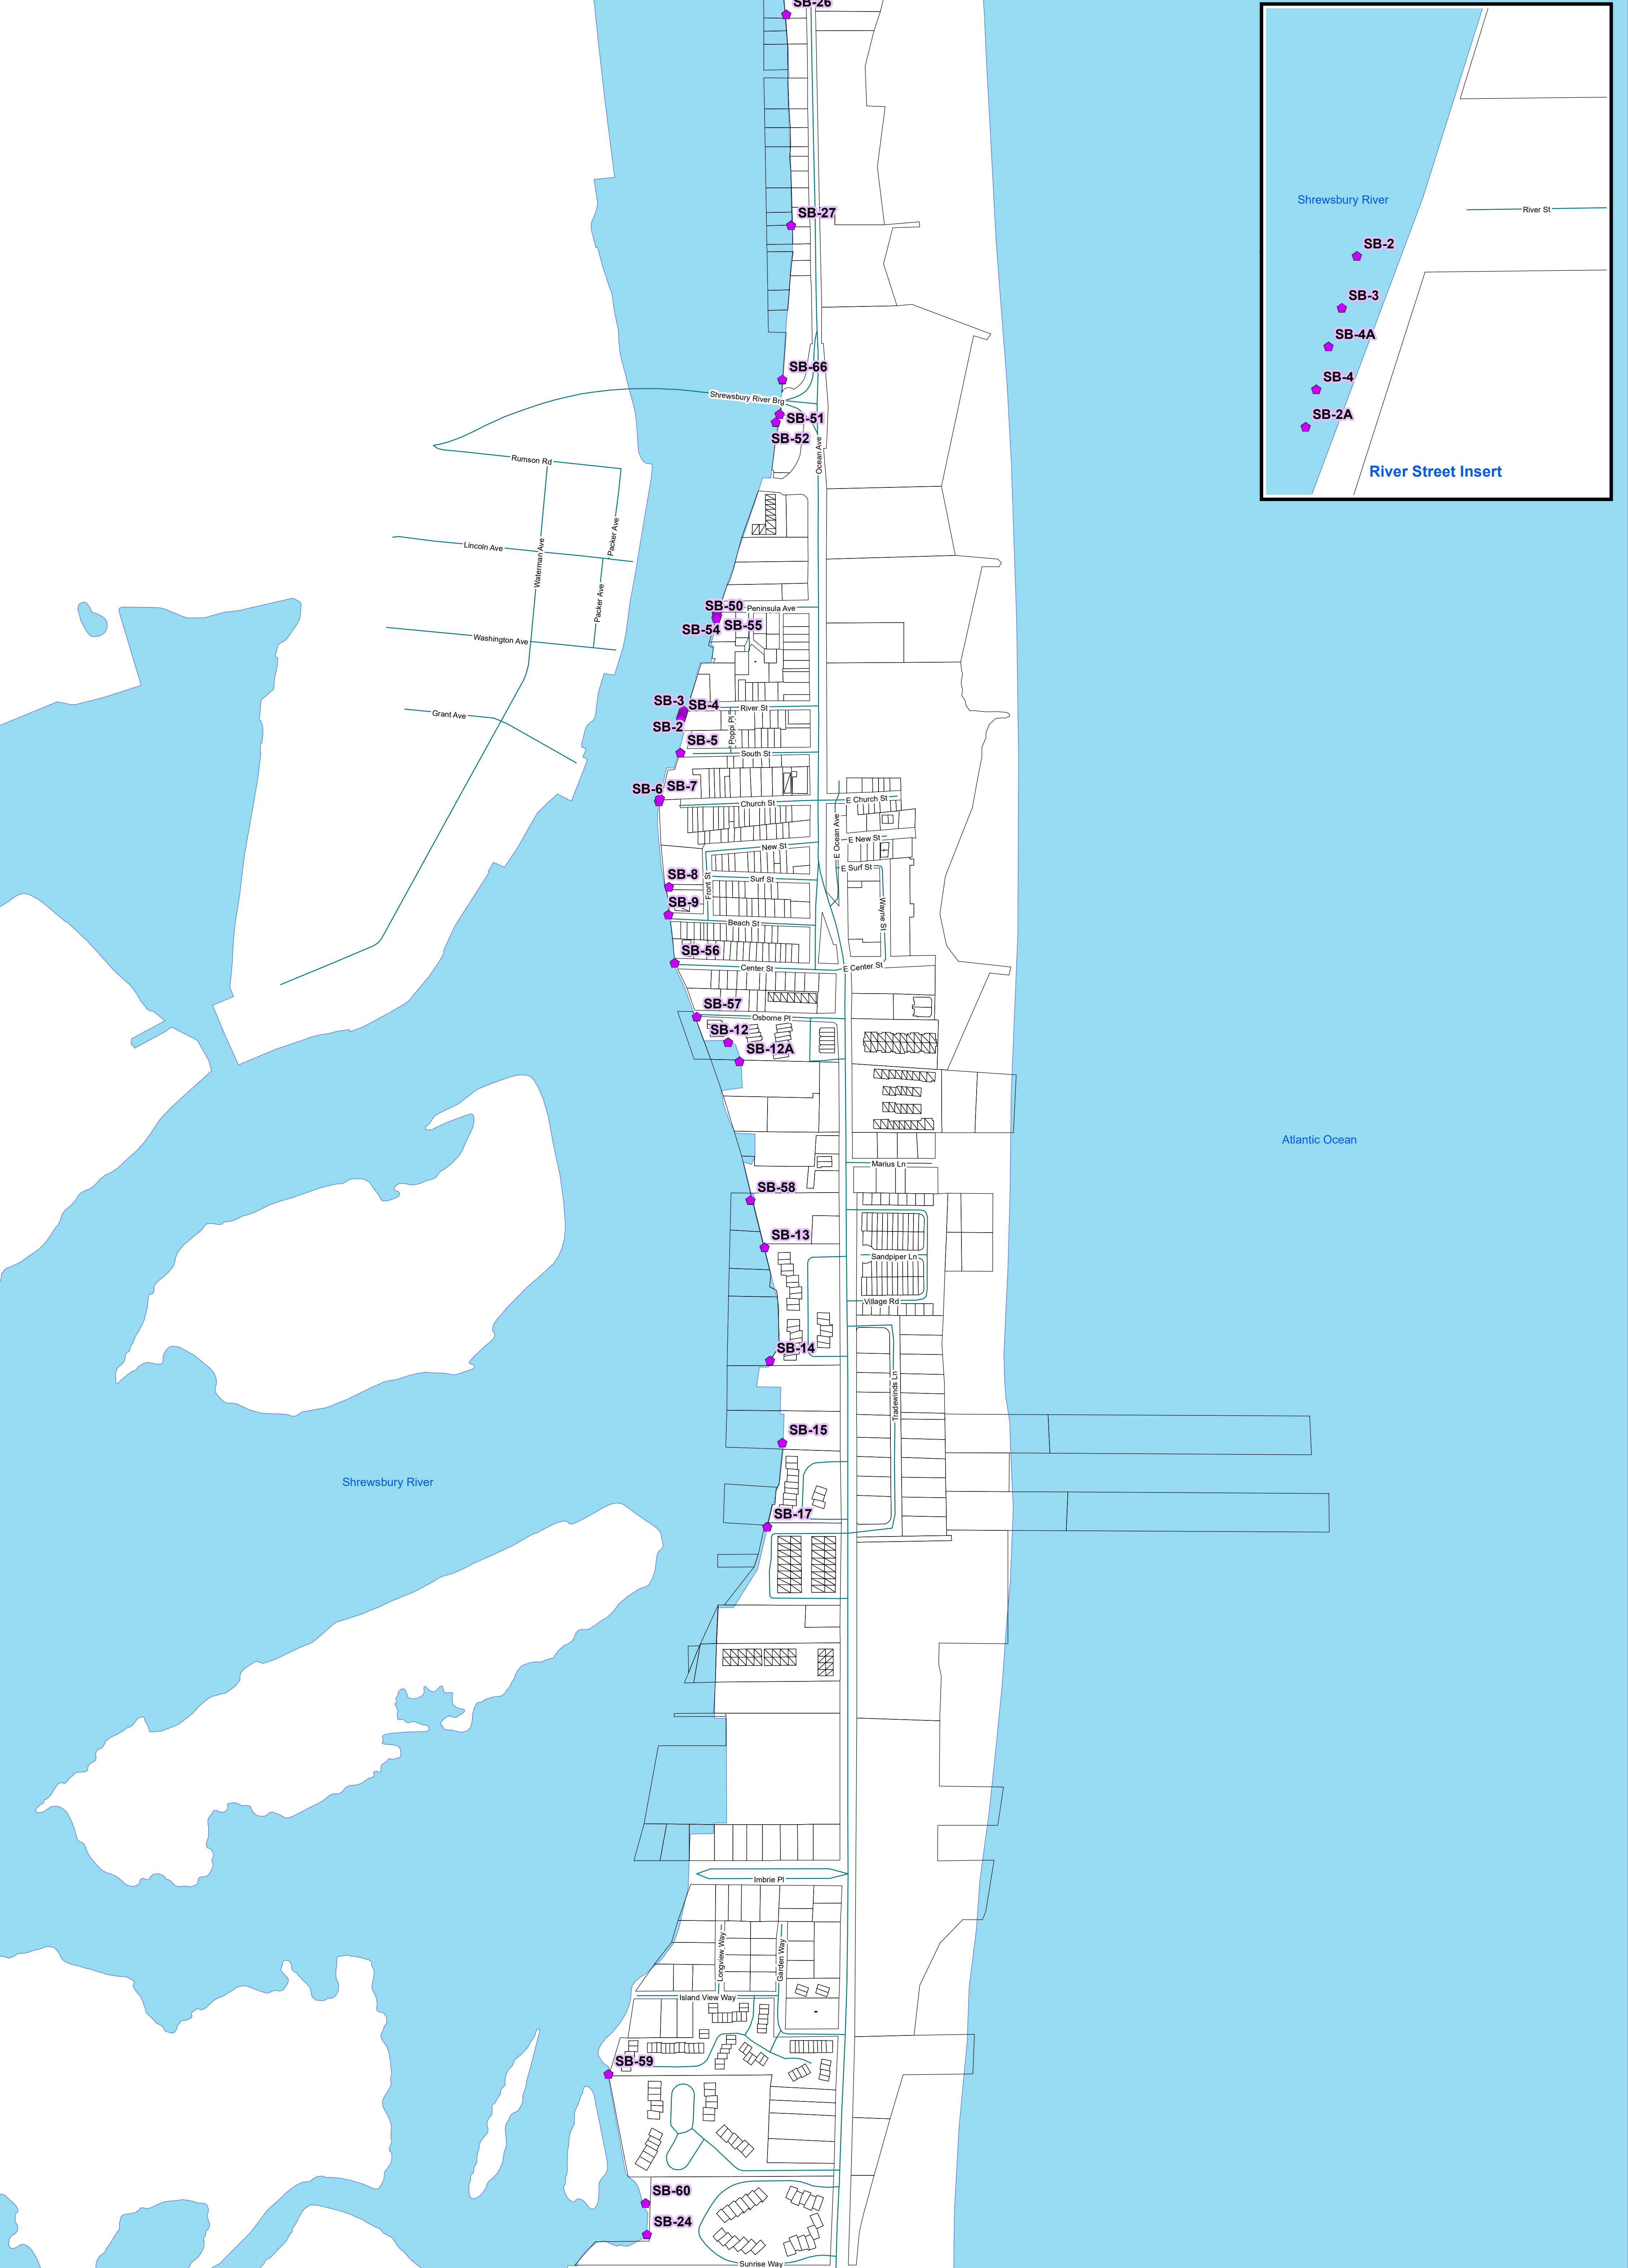 SB-26
Shrewsbury River
River St
SB-27
SB-2
SB-3
SB-4A
SB-66
SB-4
Shrewsbury River Brg
SB-2A
SB-51
SB-52
Ocean Ave
Rumson Rd
River Street Insert
Packer Ave
Lincoln Ave
Waterman Ave
Packer Ave
SB-50
Peninsula Ave
SB-54
SB-55
Washington Ave
SB-3
SB-4
River St
Grant Ave
SB-2
Poppi Pl
SB-5
South St
SB-6
SB-7
Church St
E Church St
E Ocean Ave
E New St
New St
E Surf St
SB-8
Front St
Surf St
SB-9
Wayne St
Beach St
SB-56
Center St
E Center St
SB-57
Osborne Pl
SB-12
SB-12A
Atlantic Ocean
Marius Ln
SB-58
SB-13
Sandpiper Ln
Village Rd
SB-14
Tradewinds Ln
SB-15
Shrewsbury River
SB-17
Imbrie Pl
Longview Way
Garden Way
Island View Way
SB-59
SB-60
SB-24
Sunrise Way